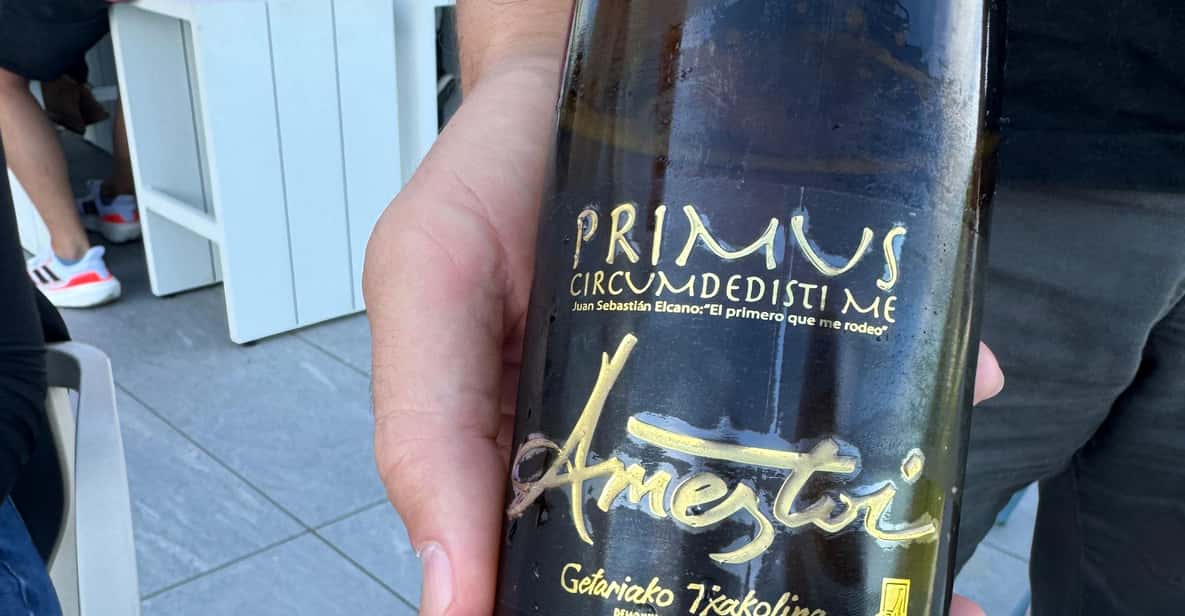 PRIMUS
CIRCUMDEDISTI ME
Juan Sebastián Elcano: "El primero que me rodeo"
Amestoi
Getariako Txakolina